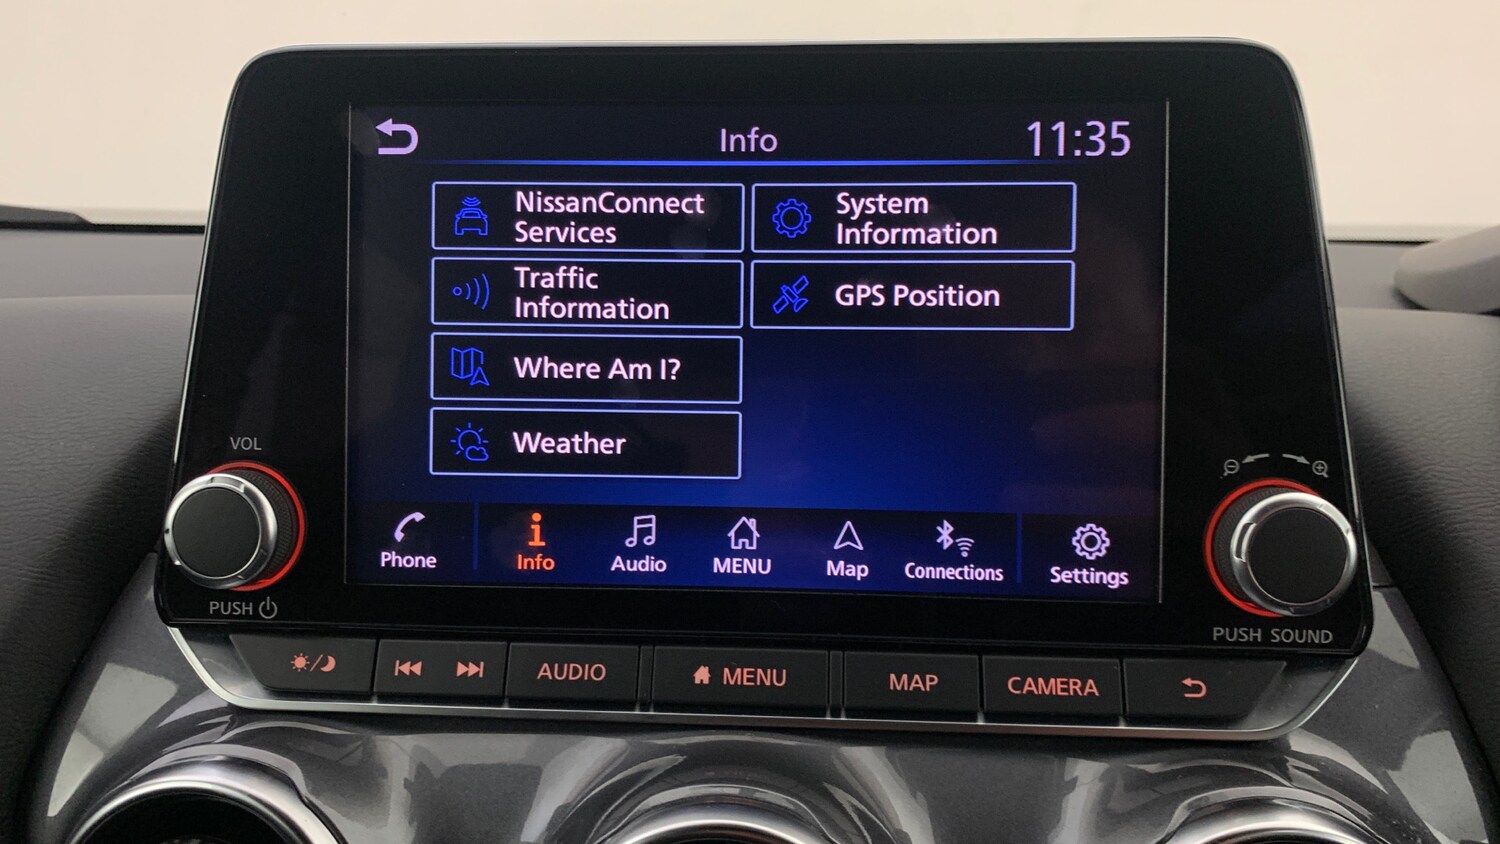 Info
11:35
NissanConnect
Services
System
Information
Traffic
Information
GPS Position
Where Am I?
Weather
VOL
PUSH
Phone
Info
Audio
MENU
Map
Connections
Settings
PUSH SOUND
AUDIO
MENU
MAP
CAMERA